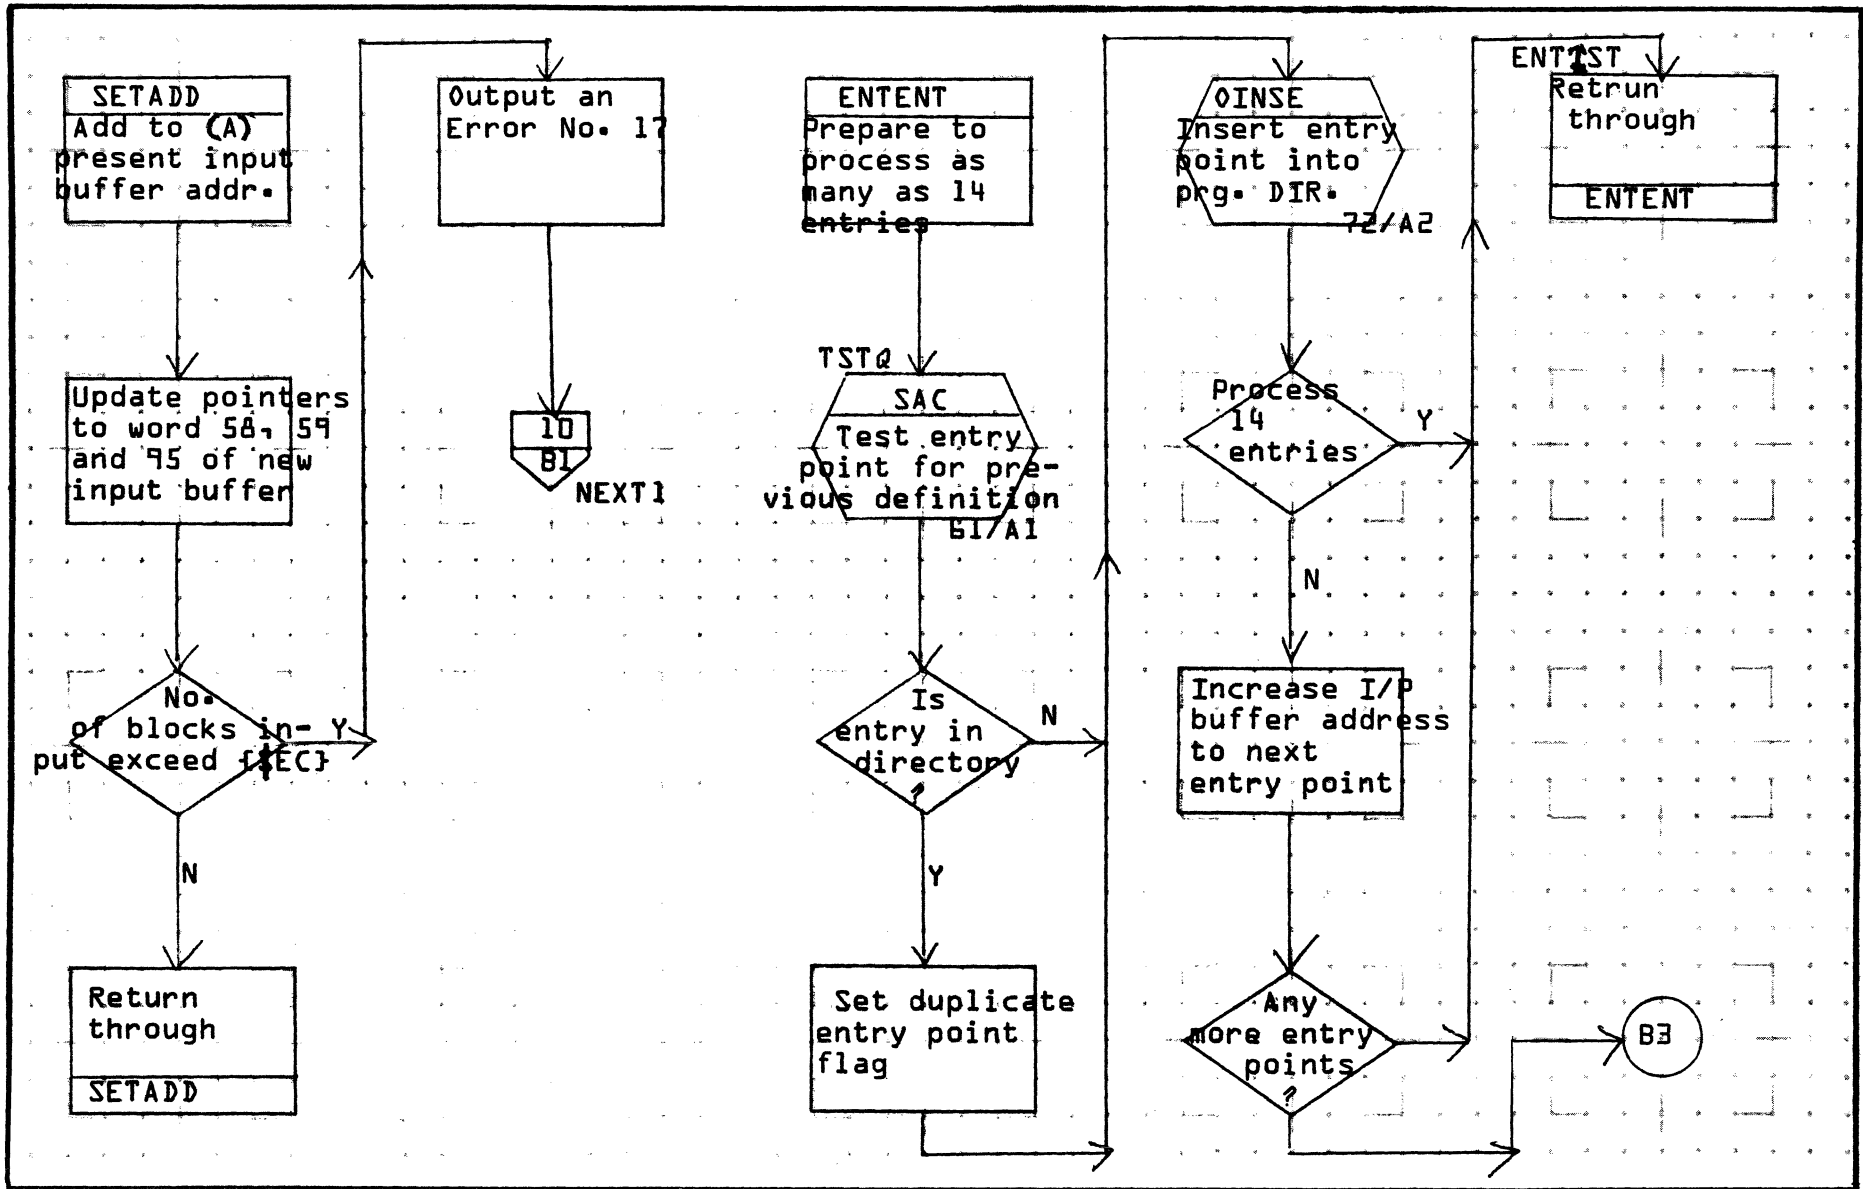 SETADD
Add to (A)
present input
buffer addr.
Update pointers
to word 58, 59
and 95 of new
input buffer
No.
of blocks in-
put exceed {SEC}
Y
N
Return
through
SETADD
Output an
Error No. 17
10
B1
NEXT1
ENTENT
Prepare to
process as
many as 14
entries
TSTQ
SAC
Test entry
point for pre-
vious definition
61/A1
Is
entry in
directory
?
N
Y
Set duplicate
entry point
flag
OINSE
Insert entry
point into
prg. DIR.
72/A2
Process
14
entries
Y
N
Increase I/P
buffer address
to next
entry point
Any
more entry
points
?
ENTTST
Retrun
through
ENTENT
B3